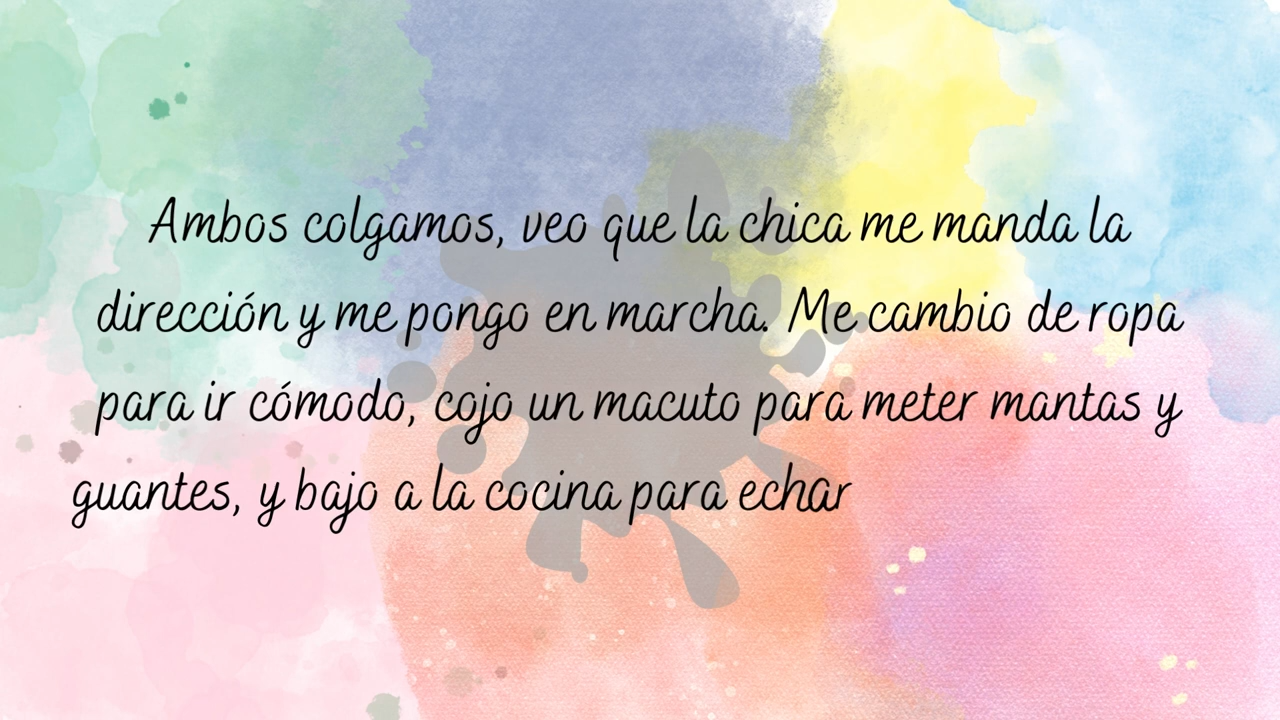 Ambos colgamos, veo que la chica me manda la
dirección y me pongo en marcha. Me cambio de ropa
para ir cómodo, cojo un macuto para meter mantas y
guantes, y bajo a la cocina para echar